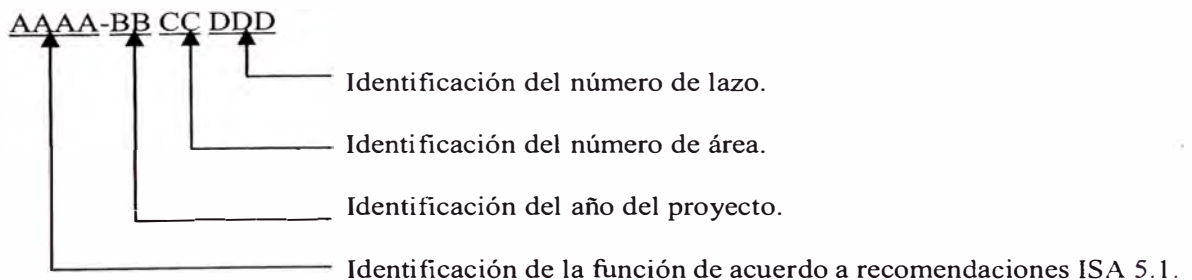 AAAA-BB CC DDD
Identificación del número de lazo.
Identificación del número de área.
Identificación del año del proyecto.
Identificación de la función de acuerdo a recomendaciones ISA 5.1.